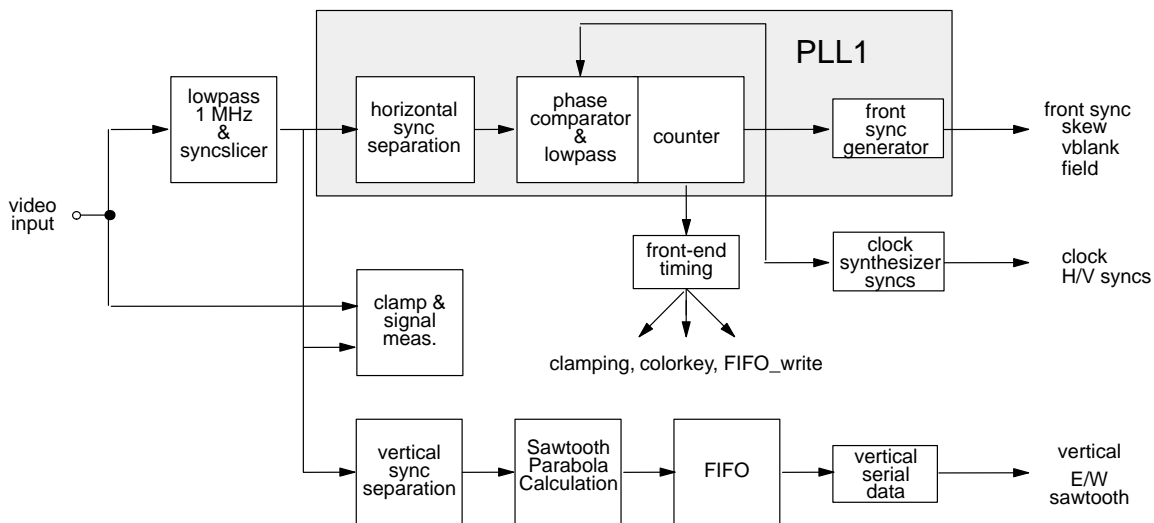 PLL1
lowpass
1 MHz
&
syncslicer
horizontal
sync
separation
phase
comparator
&
lowpass
counter
front
sync
generator
front sync
skew
vblank
field
video
input
front-end
timing
clock
synthesizer
syncs
clock
H/V syncs
clamp &
signal
meas.
clamping, colorkey, FIFO_write
vertical
sync
separation
Sawtooth
Parabola
Calculation
FIFO
vertical
serial
data
vertical
E/W
sawtooth